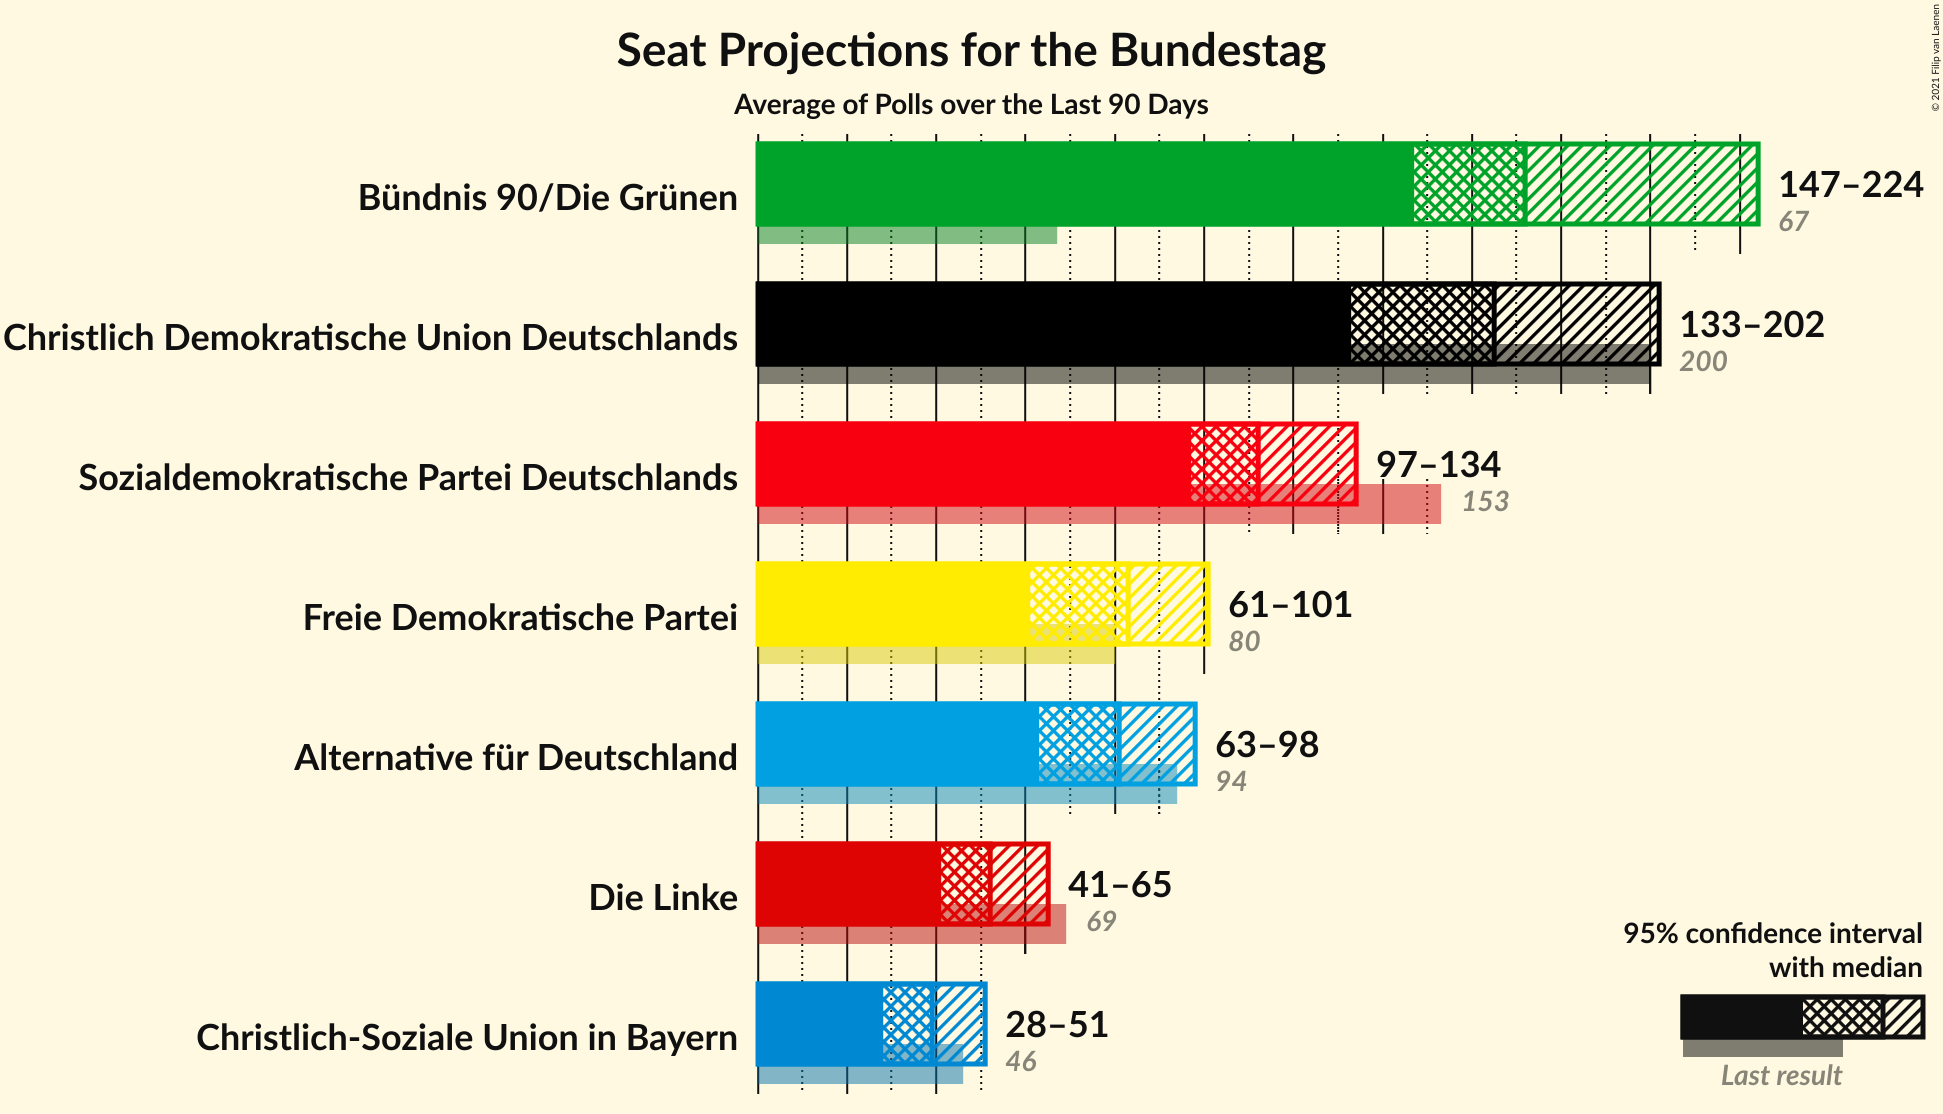 Seat Projections for the Bundestag
Average of Polls over the Last 90 Days
© 2021 Filip van Laenen
Bündnis 90/Die Grünen
147–224
67
Christlich Demokratische Union Deutschlands
133–202
200
Sozialdemokratische Partei Deutschlands
97–134
153
Freie Demokratische Partei
61–101
80
Alternative für Deutschland
63–98
94
Die Linke
41–65
69
Christlich-Soziale Union in Bayern
28–51
46
95% confidence interval
with median
Last result